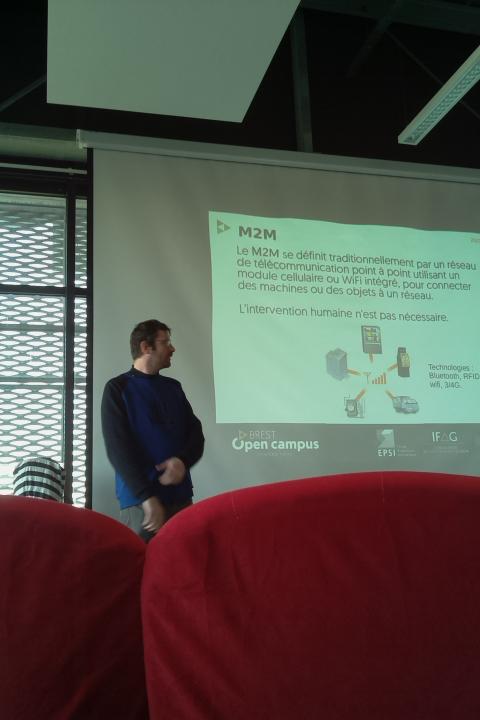 M2M
Le M2M se définit traditionnellement par un réseau
de télécommunication point à point utilisant un
module cellulaire ou WiFi intégré, pour connecter
des machines ou des objets à un réseau.
L'intervention humaine n'est pas nécessaire.
Technologies :
Bluetooth, RFID
wifi, 3/4G.
BREST
Open campus
EPSI
IFAG